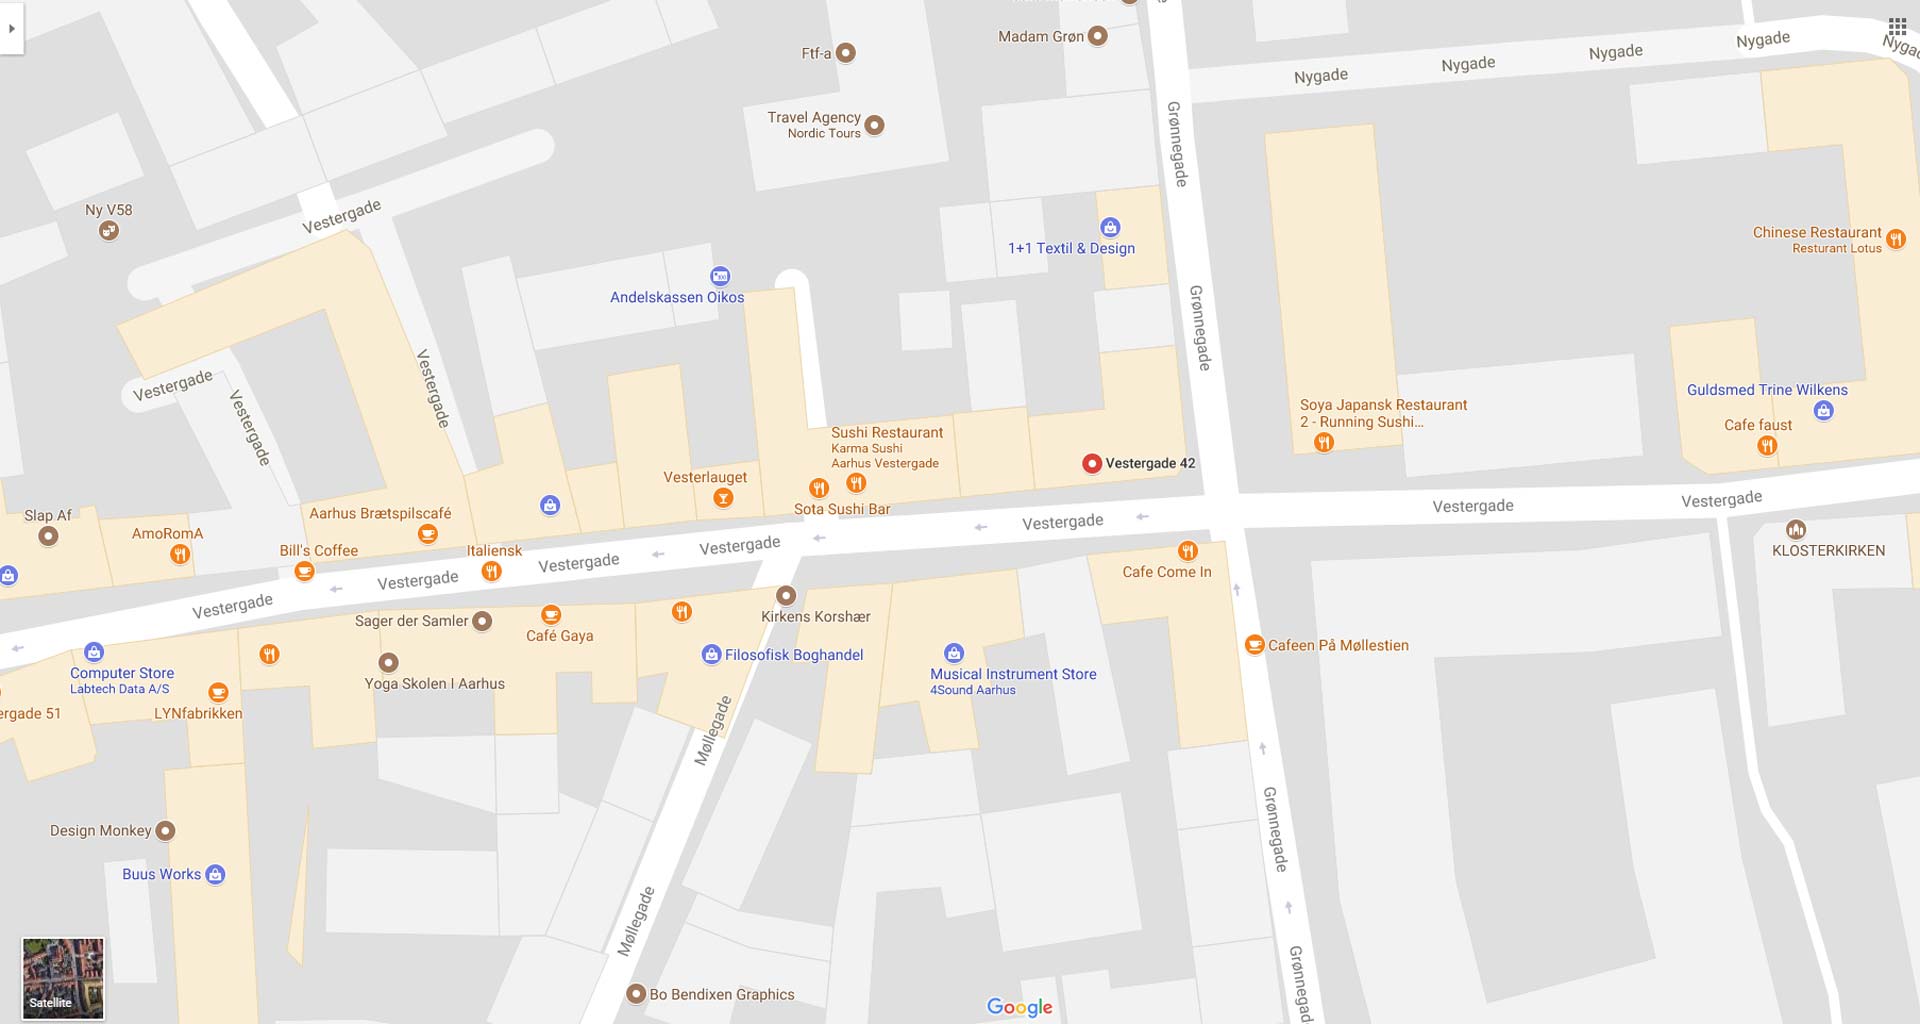 Madam Grøn
Ftf-a
Nygade
Nygade
Nygade
Nygade
Travel Agency
Nordic Tours
Grønnegade
Vestergade
Ny V58
1+1 Textil & Design
Chinese Restaurant
Resturant Lotus
Andelskassen Oikos
Grønnegade
Vestergade
Vestergade
Vestergade
Guldsmed Trine Wilkens
Soya Japansk Restaurant
2 - Running Sushi...
Cafe faust
Sushi Restaurant
Karma Sushi
Aarhus Vestergade
Vestergade 42
Vesterlauget
Sota Sushi Bar
Vestergade
Vestergade
Slap Af
Aarhus Brætspilscafé
AmoRomA
Bill's Coffee
Italiensk
Vestergade
Vestergade
Vestergade
Vestergade
Vestergade
KLOSTERKIRKEN
Cafe Come In
Kirkens Korshær
Sager der Samler
Café Gaya
Cafeen På Møllestien
Filosofisk Boghandel
Computer Store
Labtech Data A/S
Musical Instrument Store
4Sound Aarhus
Yoga Skolen I Aarhus
ergade 51
LYNfabrikken
Møllegade
Design Monkey
Grønnegade
Buus Works
Møllegade
Grønnegad
Bo Bendixen Graphics
Satellite
Google